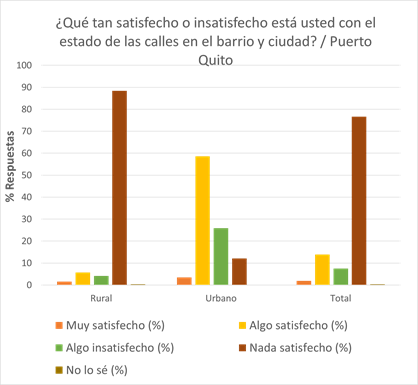 ¿Qué tan satisfecho o insatisfecho está usted con el
estado de las calles en el barrio y ciudad? / Puerto
Quito
% Respuestas
100
90
80
70
60
50
40
30
20
10
0
Rural
Urbano
Total
Muy satisfecho (%)
Algo satisfecho (%)
Algo insatisfecho (%)
Nada satisfecho (%)
No lo sé (%)